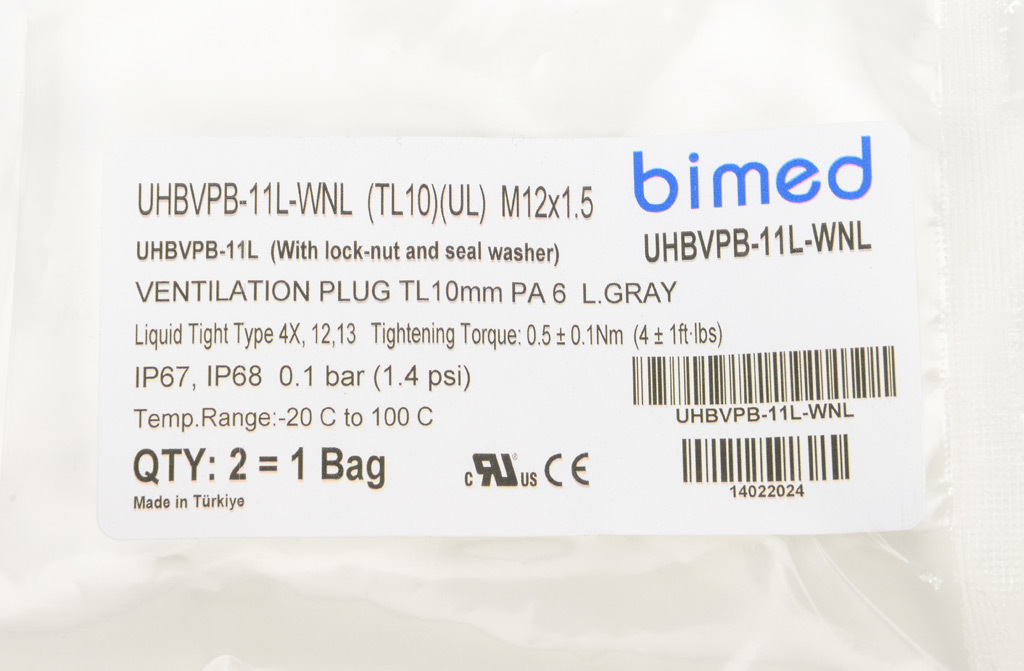 bimed
UHBVPB-11L-WNL (TL10)(UL) M12x1.5
UHBVPB-11L-WNL
UHBVPB-11L (With lock-nut and seal washer)
VENTILATION PLUG TL10mm PA 6 L.GRAY
Liquid Tight Type 4X, 12,13 Tightening Torque: 0.5 ± 0.1Nm (4 ± 1ft·lbs)
IP67, IP68 0.1 bar (1.4 psi)
UHBVPB-11L-WNL
Temp.Range:-20 C to 100 C
QTY: 2 = 1 Bag
c RU ® US CE
14022024
Made in Türkiye